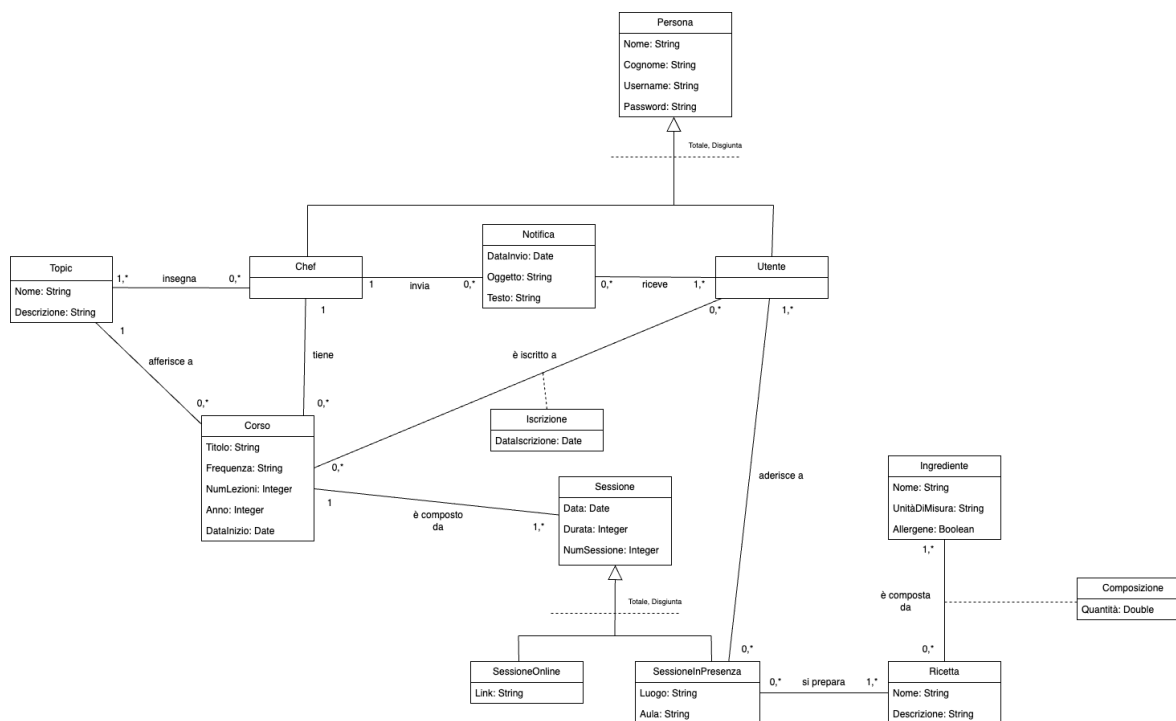 Persona
Nome: String
Cognome: String
Username: String
Password: String
Totale, Disgiunta
Notifica
DataInvio: Date
Oggetto: String
Testo: String
Topic
Nome: String
Descrizione: String
1,*
insegna
0,*
Chef
1
invia
0,*
0,*
riceve
1,*
Utente
1
1
0,*
1,*
afferisce a
tiene
è iscritto a
0,*
0,*
Corso
Titolo: String
Frequenza: String
NumLezioni: Integer
Anno: Integer
DataInizio: Date
Iscrizione
DataIscrizione: Date
0,*
1
è composto
da
1,*
Sessione
Data: Date
Durata: Integer
NumSessione: Integer
aderisce a
Ingrediente
Nome: String
UnitàDiMisura: String
Allergene: Boolean
1,*
è composta
da
Composizione
Quantità: Double
0,*
Totale, Disgiunta
SessioneOnline
Link: String
0,*
SessioneInPresenza
Luogo: String
Aula: String
0,*
si prepara
1,*
Ricetta
Nome: String
Descrizione: String